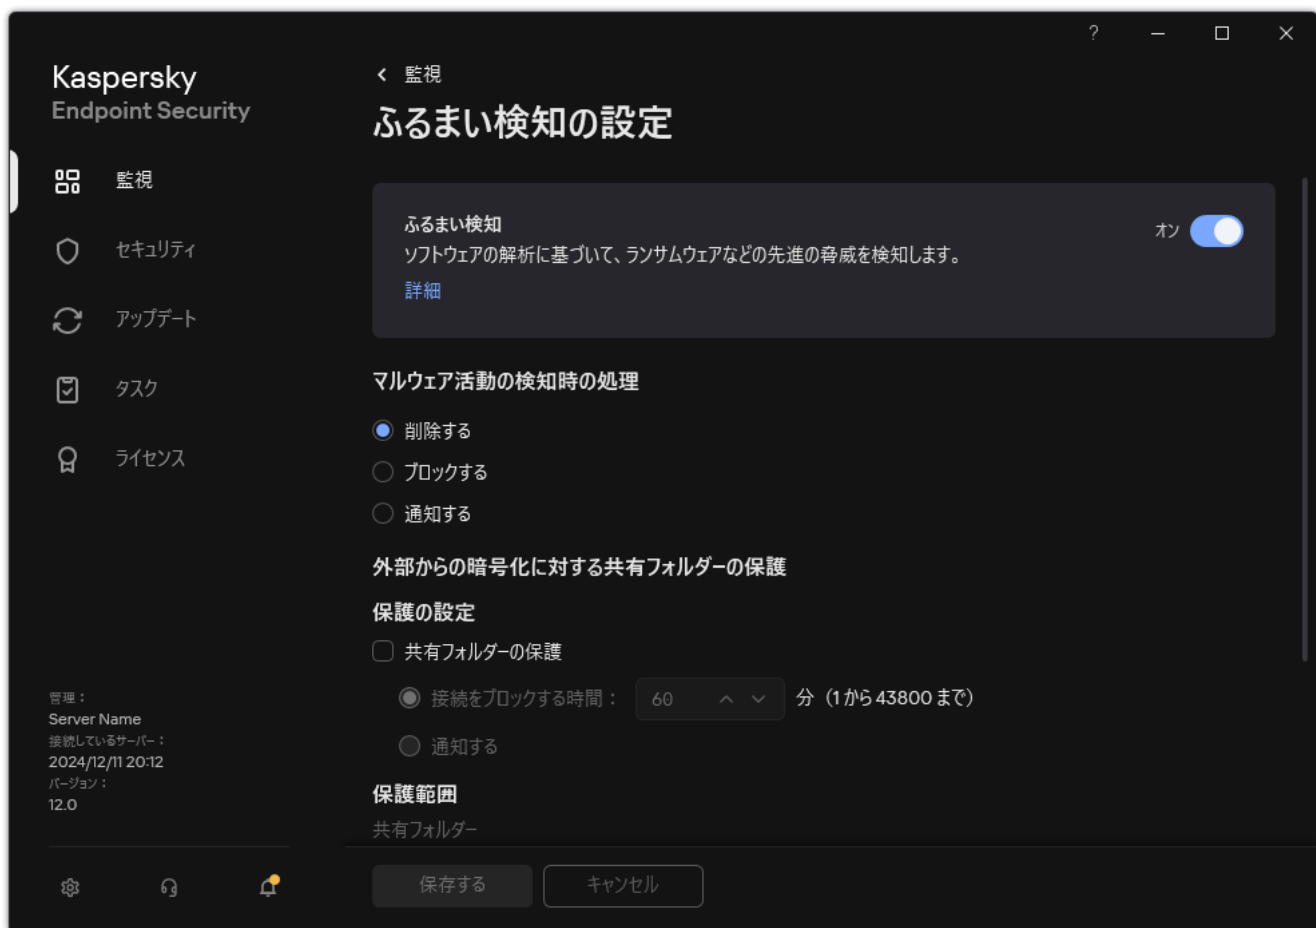 ?
Kaspersky
Endpoint Security
監視
セキュリティ
アップデート
タスク
ライセンス
管理：
Server Name
接続しているサーバー：
2024/12/11 20:12
バージョン：
12.0
監視
ふるまい検知の設定
ふるまい検知
オン
ソフトウェアの解析に基づいて、ランサムウェアなどの先進の脅威を検知します。
詳細
マルウェア活動の検知時の処理
削除する
ブロックする
通知する
外部からの暗号化に対する共有フォルダーの保護
保護の設定
共有フォルダーの保護
接続をブロックする時間： 60 分（1 から 43800 まで）
通知する
保護範囲
共有フォルダー
保存する
キャンセル